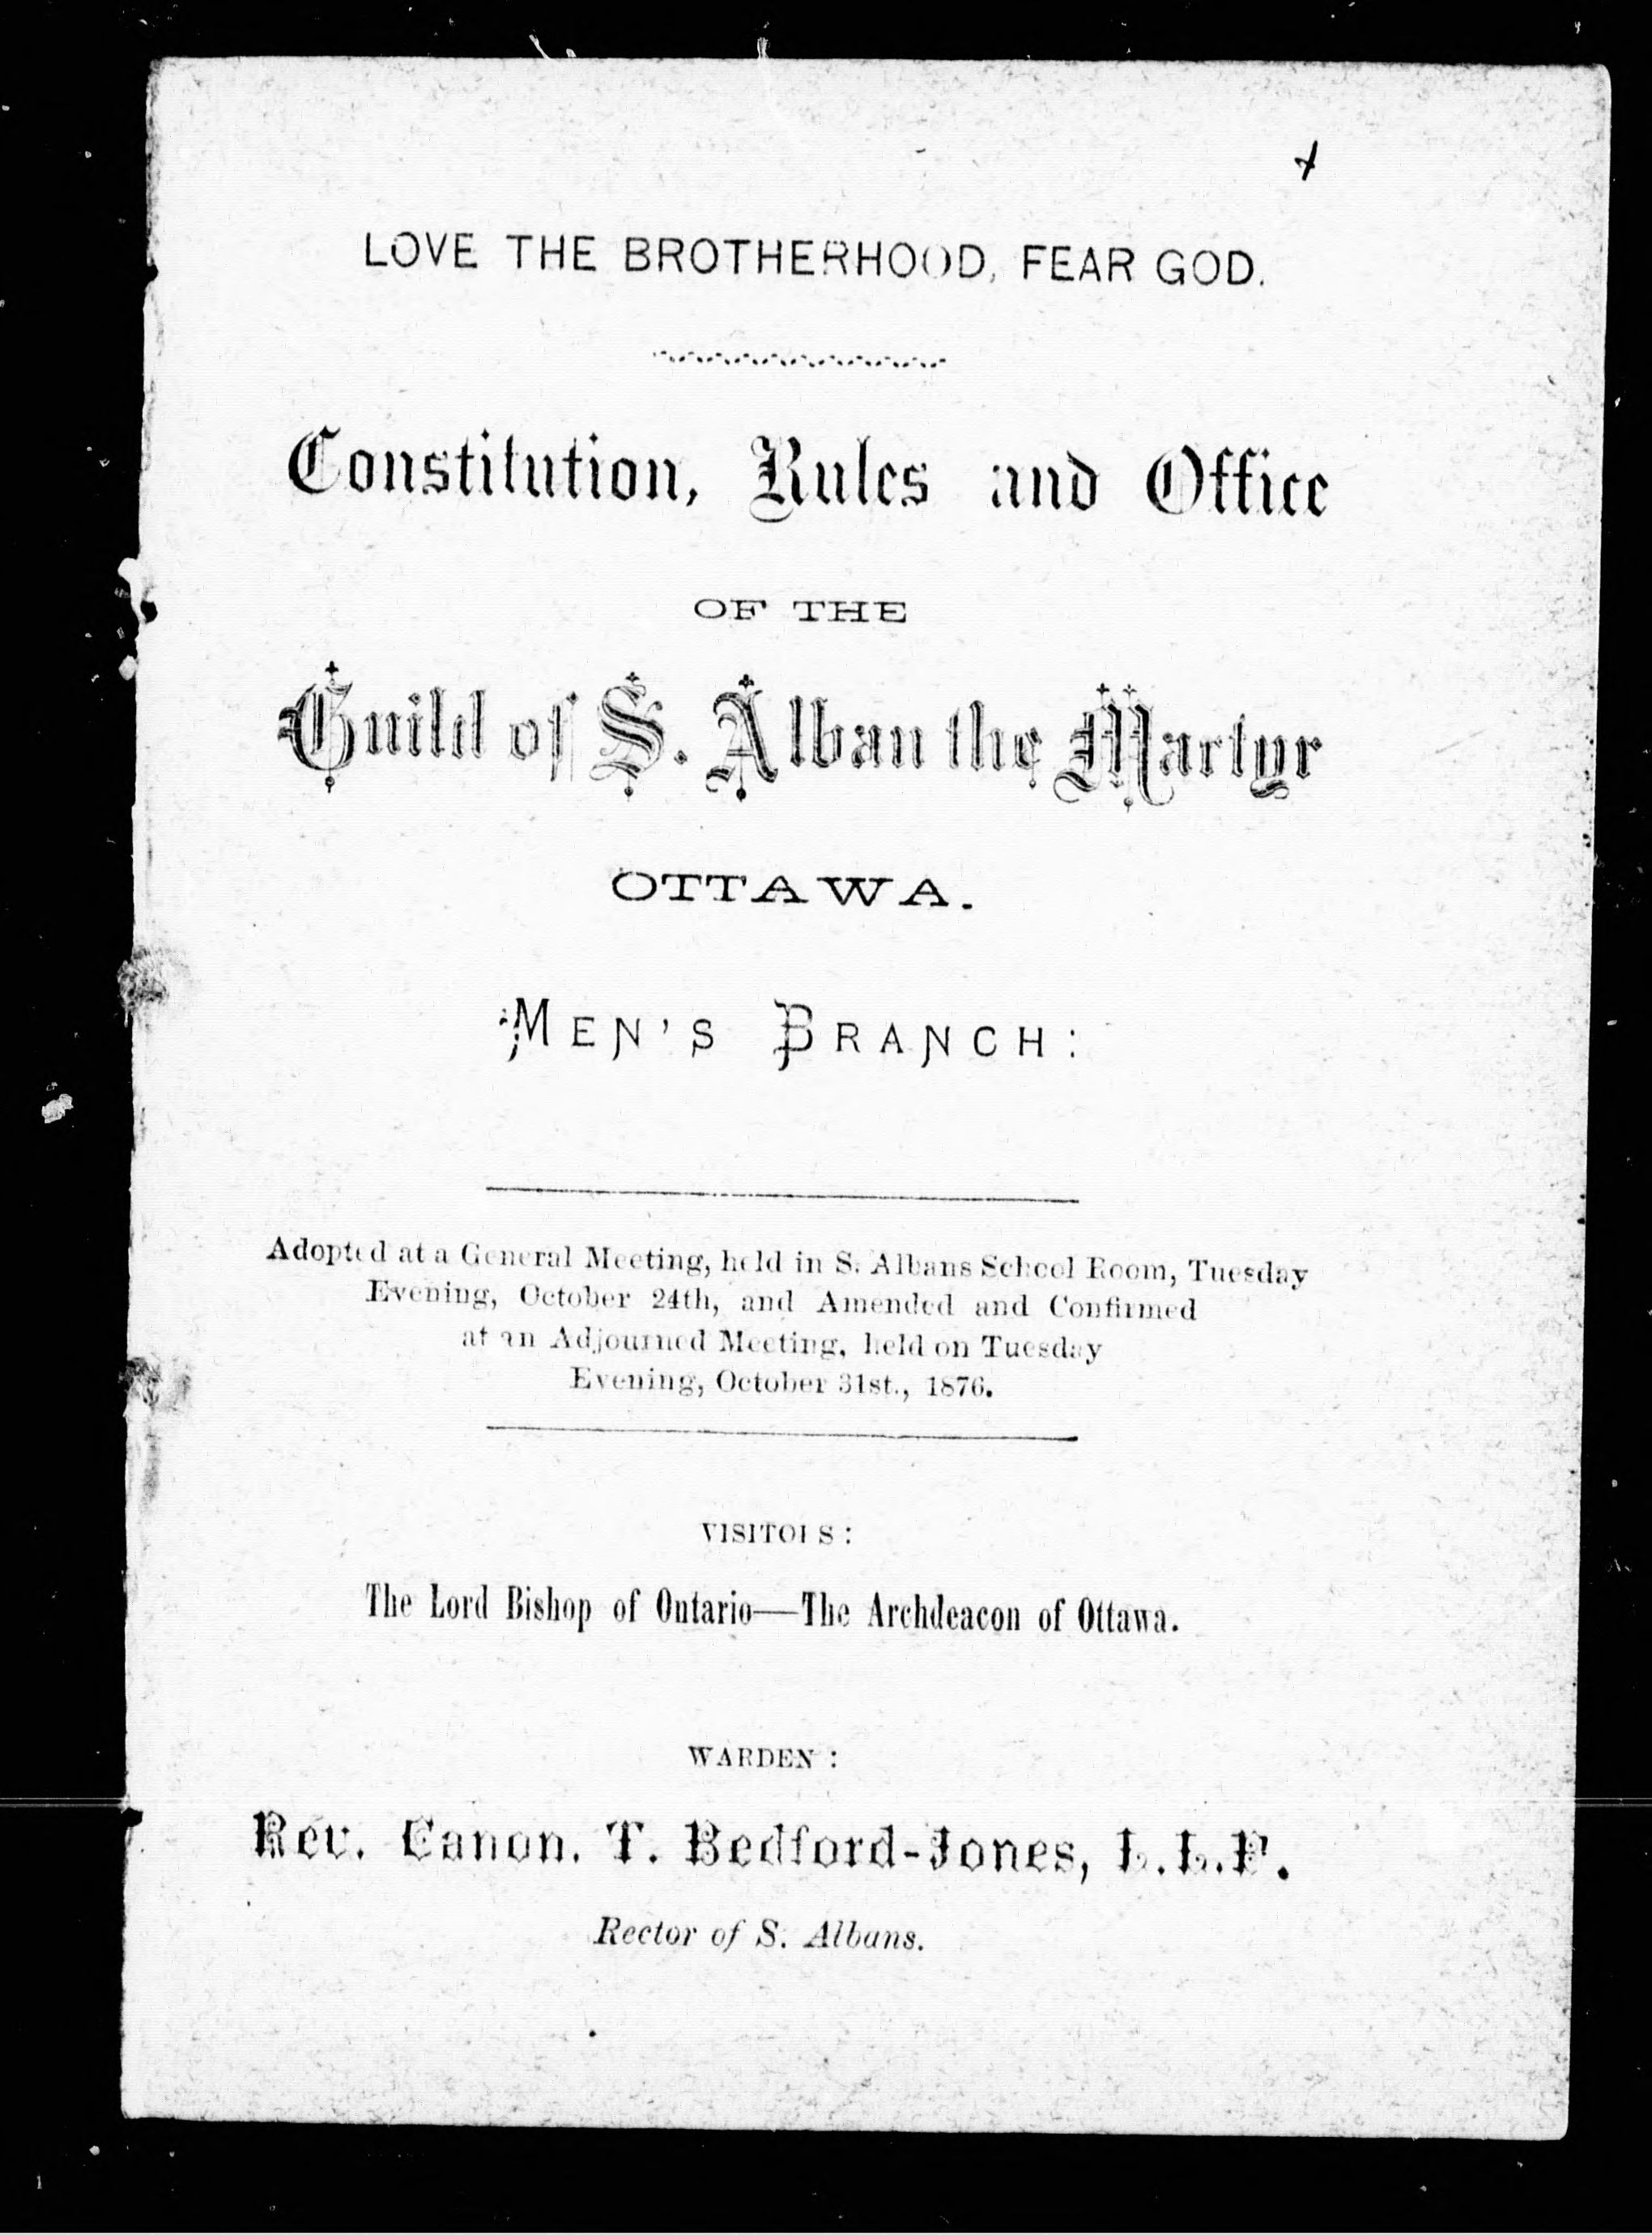 LOVE THE BROTHERHOOD, FEAR GOD.
Constitution, Rules and Office
OF THE
Guild of S. Alban the Martyr
OTTAWA.
MEN'S BRANCH:
Adopted at a General Meeting, held in S. Albans School Room, Tuesday
Evening, October 24th, and Amended and Confirmed
at an Adjourned Meeting, held on Tuesday
Evening, October 31st., 1876.
VISITORS:
The Lord Bishop of Ontario—The Archdeacon of Ottawa.
WARDEN:
Rev. Canon. T. Bedford-Jones,
Rector of S. Albans.